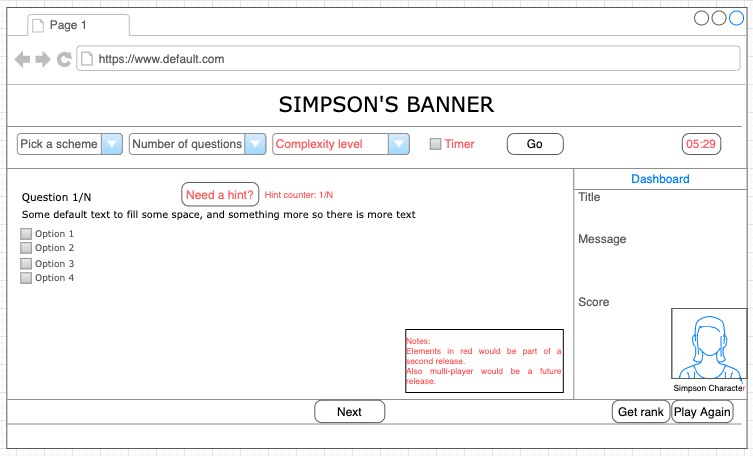 Page 1
https://www.default.com
SIMPSON'S BANNER
Pick a scheme Number of questions Complexity level Timer Go 05:29
Dashboard
Question 1/N Need a hint? Hint counter: 1/N
Title
Some default text to fill some space, and something more so there is more text
Option 1
Option 2
Option 3
Option 4
Message
Score
Notes:
Elements in red would be part of a
second release.
Also multi-player would be a future
release.
Simpson Character
Next Get rank Play Again